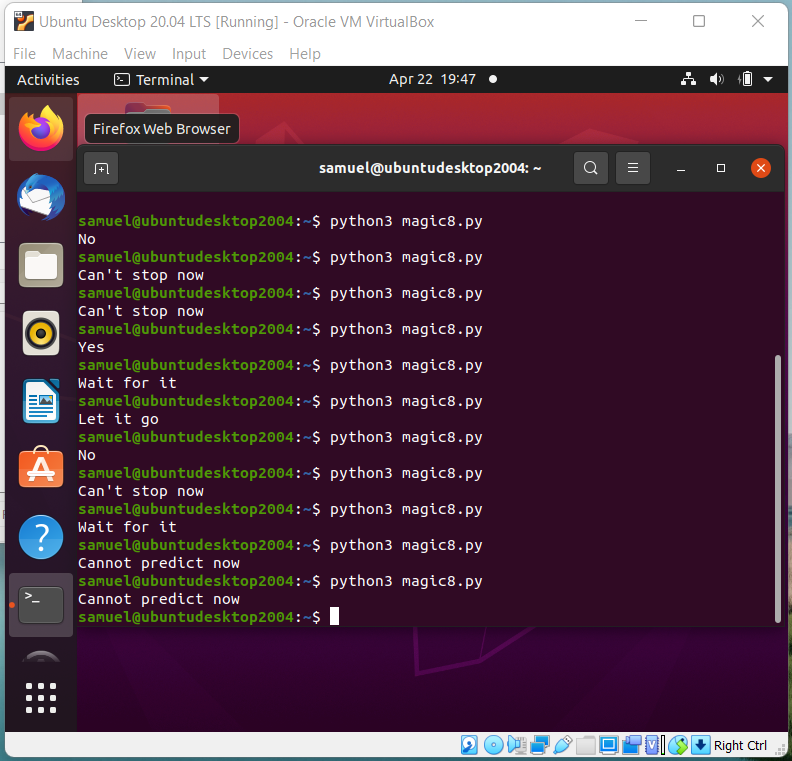 Ubuntu Desktop 20.04 LTS [Running] - Oracle VM VirtualBox
File Machine View Input Devices Help
Activities Terminal Apr 22 19:47
Firefox Web Browser
samuel@ubuntudesktop2004: ~
samuel@ubuntudesktop2004:~$ python3 magic8.py
No
samuel@ubuntudesktop2004:~$ python3 magic8.py
Can't stop now
samuel@ubuntudesktop2004:~$ python3 magic8.py
Can't stop now
samuel@ubuntudesktop2004:~$ python3 magic8.py
Yes
samuel@ubuntudesktop2004:~$ python3 magic8.py
Wait for it
samuel@ubuntudesktop2004:~$ python3 magic8.py
Let it go
samuel@ubuntudesktop2004:~$ python3 magic8.py
No
samuel@ubuntudesktop2004:~$ python3 magic8.py
Can't stop now
samuel@ubuntudesktop2004:~$ python3 magic8.py
Wait for it
samuel@ubuntudesktop2004:~$ python3 magic8.py
Cannot predict now
samuel@ubuntudesktop2004:~$ python3 magic8.py
Cannot predict now
samuel@ubuntudesktop2004:~$
Right Ctrl